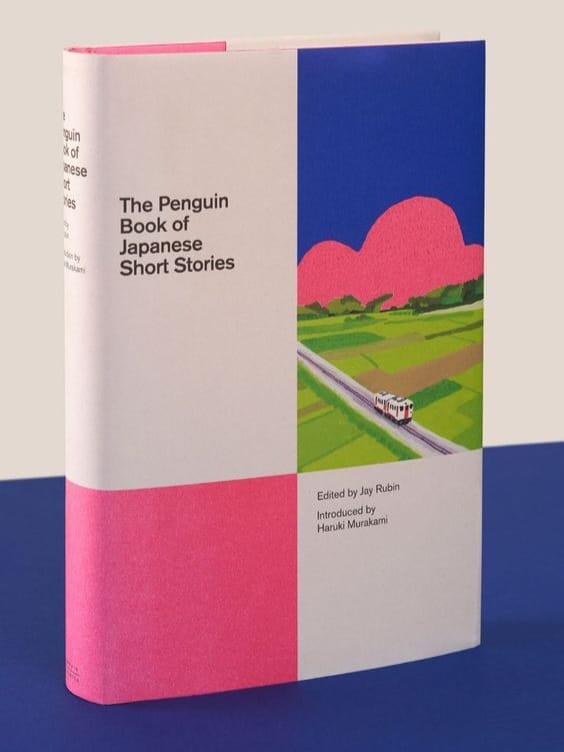 The Penguin
Book of
Japanese
Short Stories
Edited by Jay Rubin
Introduced by
Haruki Murakami